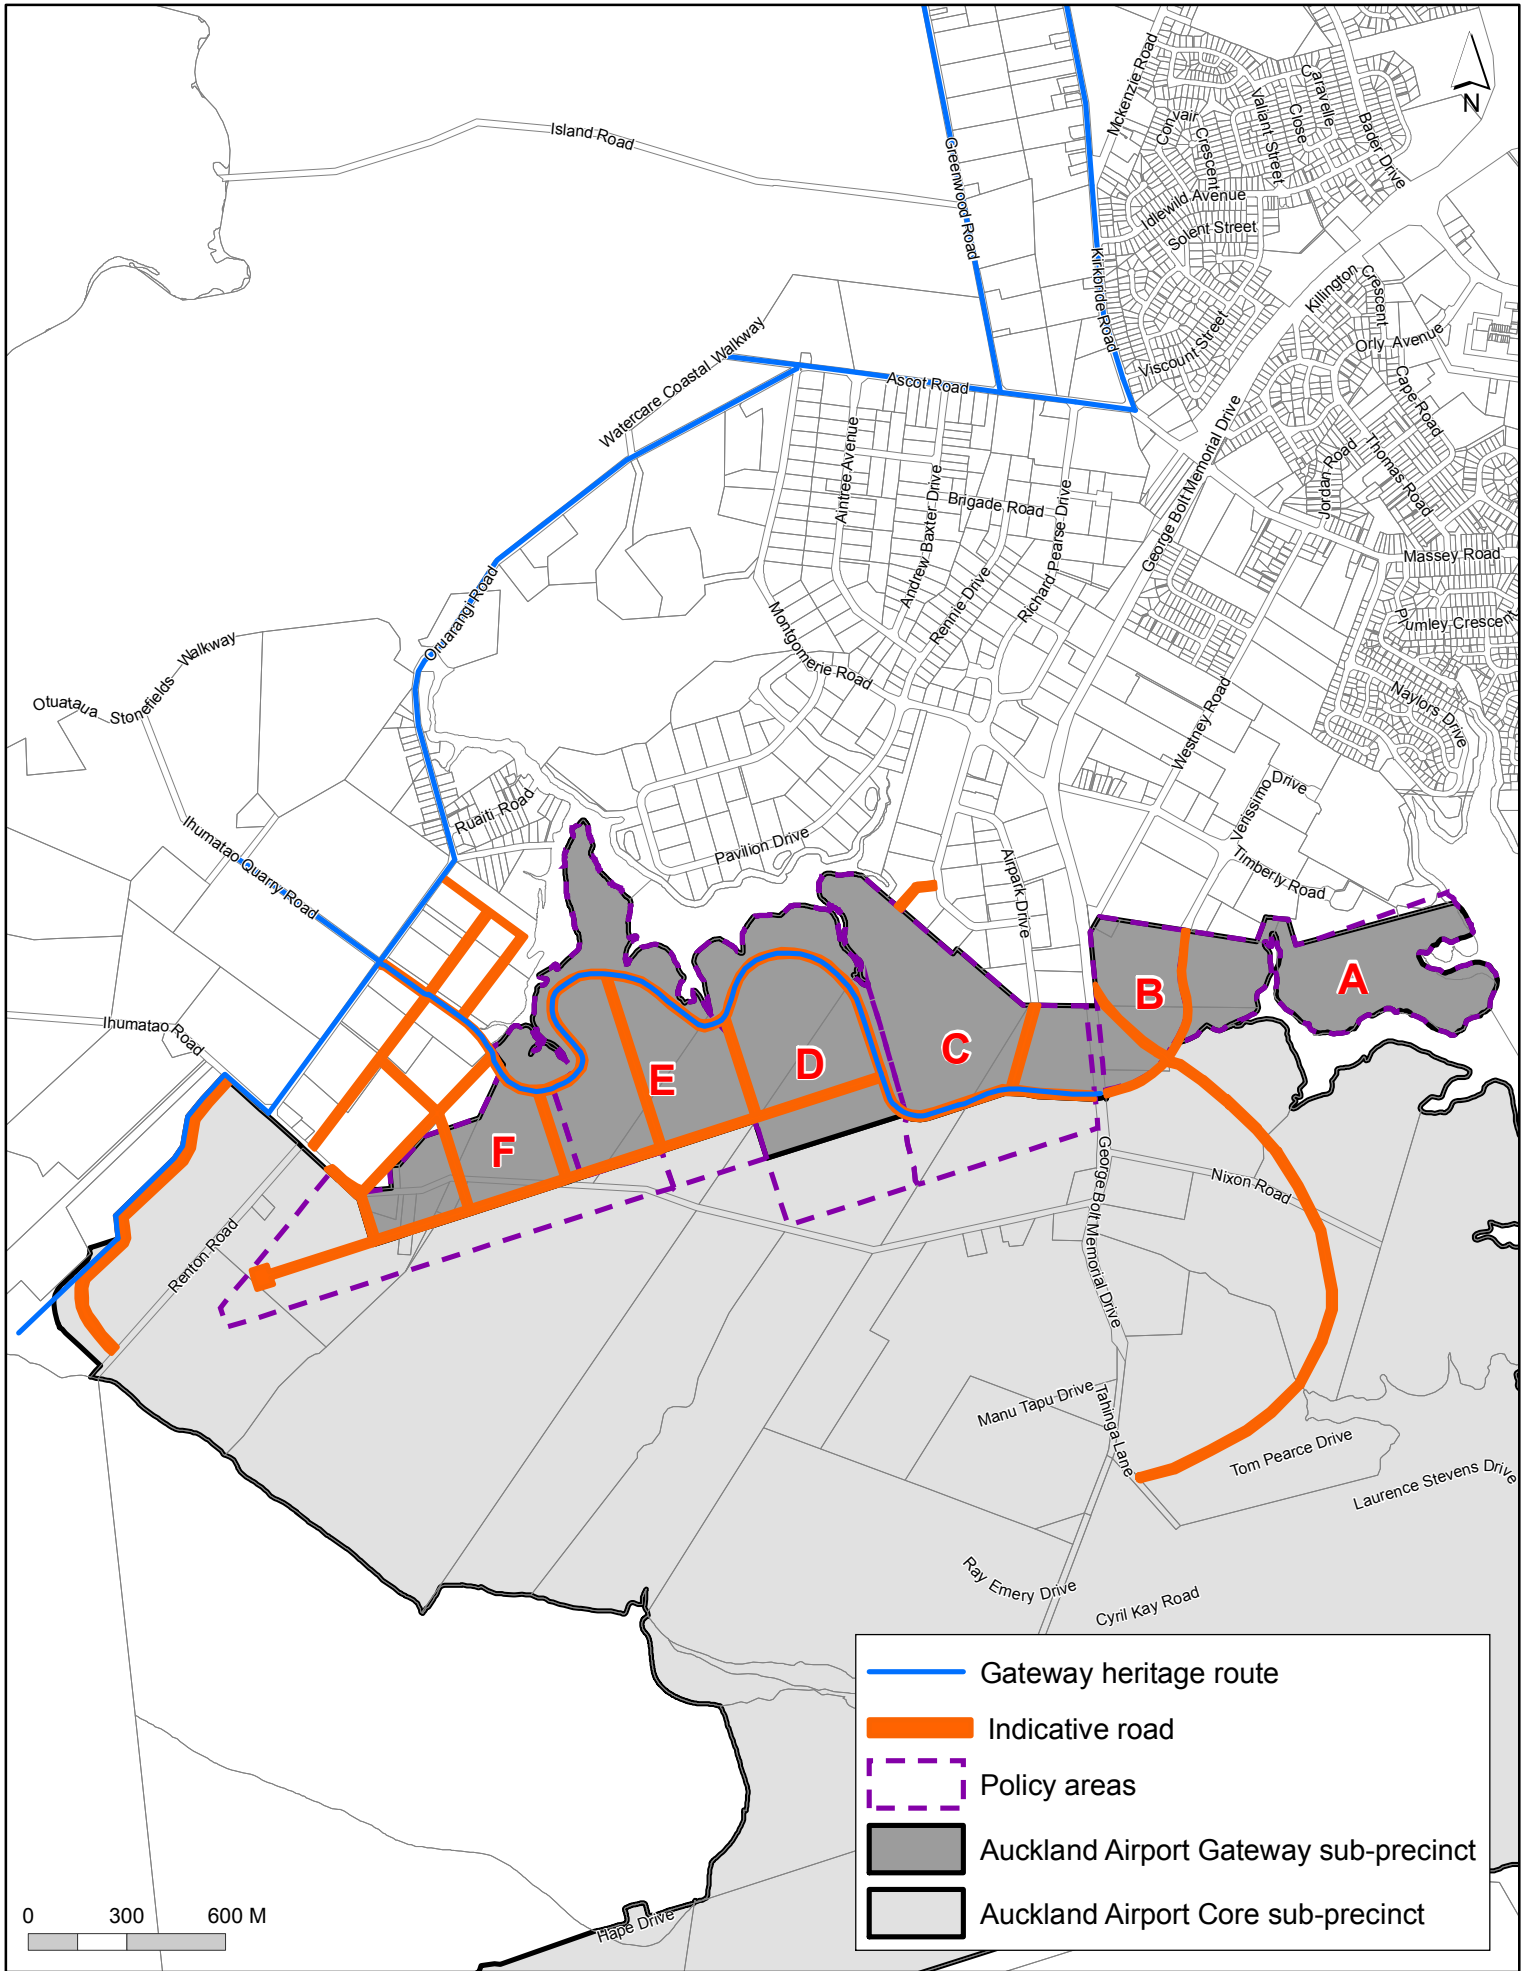 Mckenzie Road
Caravelle
Close
Valiant Street
Bader Drive
Convair
Crescent
N
Island Road
Greenwood Road
Idlewild Avenue
Solent Street
Kirkbride Road
Killington
Crescent
Viscount Street
Orly Avenue
Watercare Coastal Walkway
Ascot Road
Cape Road
George Bolt Memorial Drive
Aintree Avenue
Andrew Baxter Drive
Brigade Road
Richard Pearse Drive
Jordan Road
Thomas Road
Massey Road
Oruarangi Road
Rennie Drive
Plumley Crescent
Montgomerie Road
Walkway
Otuataua Stonefields
Westney Road
Naylors Drive
Verissimo Drive
Ruaiti Road
Ihumatao Quarry Road
Pavilion Drive
Airpark Drive
Timberly Road
A
B
C
D
E
F
Ihumatao Road
Renton Road
George Bolt Memorial Drive
Nixon Road
Manu Tapu Drive
Tahinga Lane
Tom Pearce Drive
Laurence Stevens Drive
Ray Emery Drive
Cyril Kay Road
Gateway heritage route
Indicative road
Policy areas
Auckland Airport Gateway sub-precinct
Auckland Airport Core sub-precinct
0 300 600 M
Hape Drive